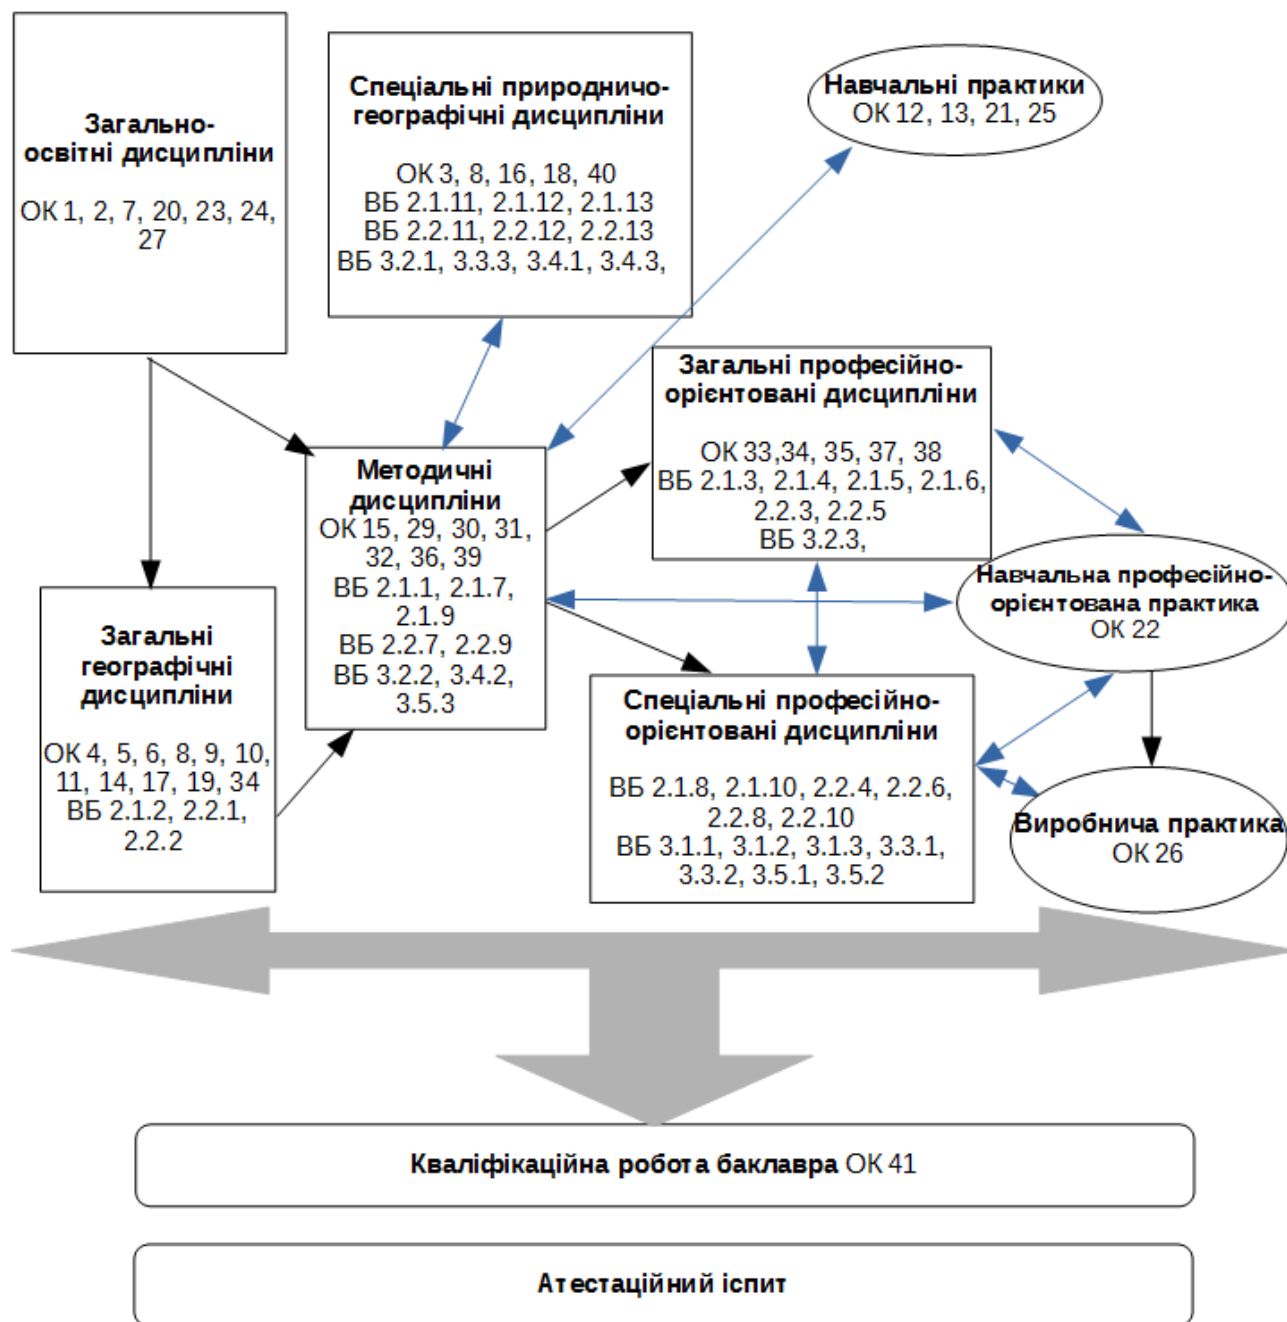 Загально-
освітні дисципліни
ОК 1, 2, 7, 20, 23, 24,
27
Спеціальні природничо-
географічні дисципліни
ОК 3, 8, 16, 18, 40
ВБ 2.1.11, 2.1.12, 2.1.13
ВБ 2.2.11, 2.2.12, 2.2.13
ВБ 3.2.1, 3.3.3, 3.4.1, 3.4.3,
Навчальні практики
ОК 12, 13, 21, 25
Загальні професійно-
орієнтовані дисципліни
ОК 33,34, 35, 37, 38
ВБ 2.1.3, 2.1.4, 2.1.5, 2.1.6,
2.2.3, 2.2.5
ВБ 3.2.3,
Методичні
дисципліни
ОК 15, 29, 30, 31,
32, 36, 39
ВБ 2.1.1, 2.1.7,
2.1.9
ВБ 2.2.7, 2.2.9
ВБ 3.2.2, 3.4.2,
3.5.3
Навчальна професійно-
орієнтована практика
ОК 22
Загальні
географічні
дисципліни
ОК 4, 5, 6, 8, 9, 10,
11, 14, 17, 19, 34
ВБ 2.1.2, 2.2.1,
2.2.2
Спеціальні професійно-
орієнтовані дисципліни
ВБ 2.1.8, 2.1.10, 2.2.4, 2.2.6,
2.2.8, 2.2.10
ВБ 3.1.1, 3.1.2, 3.1.3, 3.3.1,
3.3.2, 3.5.1, 3.5.2
Виробнича практика
ОК 26
Кваліфікаційна робота баклавра ОК 41
Атестаційний іспит